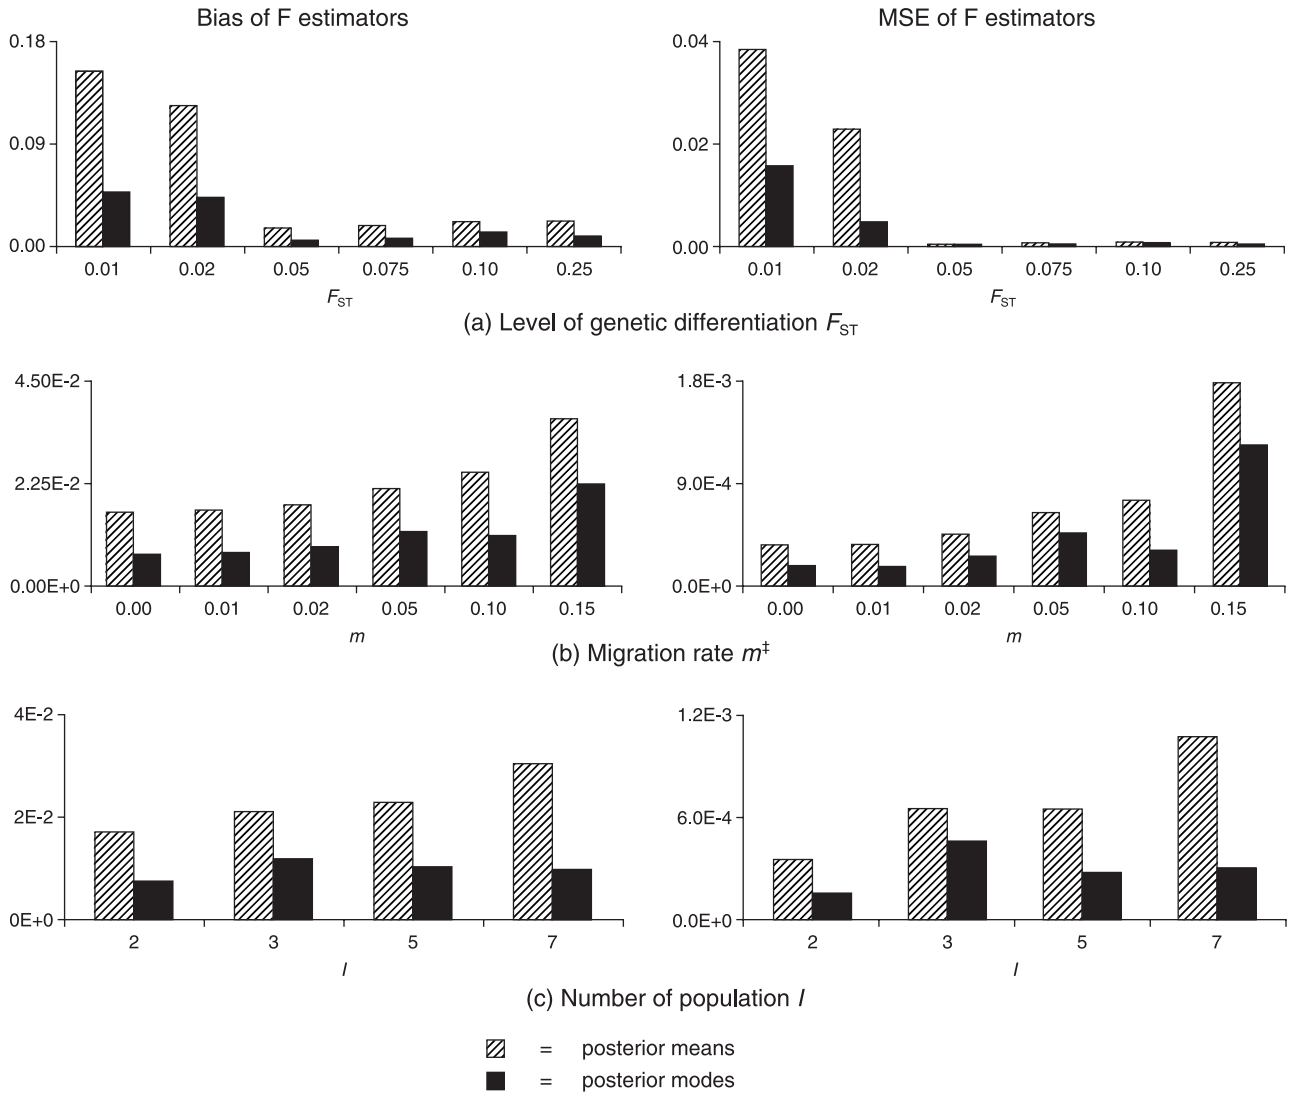 Bias of F estimators
MSE of F estimators
0.18
0.09
0.00
0.01 0.02 0.05 0.075 0.10 0.25
FST
0.04
0.02
0.00
0.01 0.02 0.05 0.075 0.10 0.25
FST
(a) Level of genetic differentiation FST
4.50E-2
2.25E-2
0.00E+0
0.00 0.01 0.02 0.05 0.10 0.15
m
1.8E-3
9.0E-4
0.0E+0
0.00 0.01 0.02 0.05 0.10 0.15
m
(b) Migration rate m‡
4E-2
2E-2
0E+0
2 3 5 7
I
1.2E-3
6.0E-4
0.0E+0
2 3 5 7
I
(c) Number of population I
= posterior means
= posterior modes